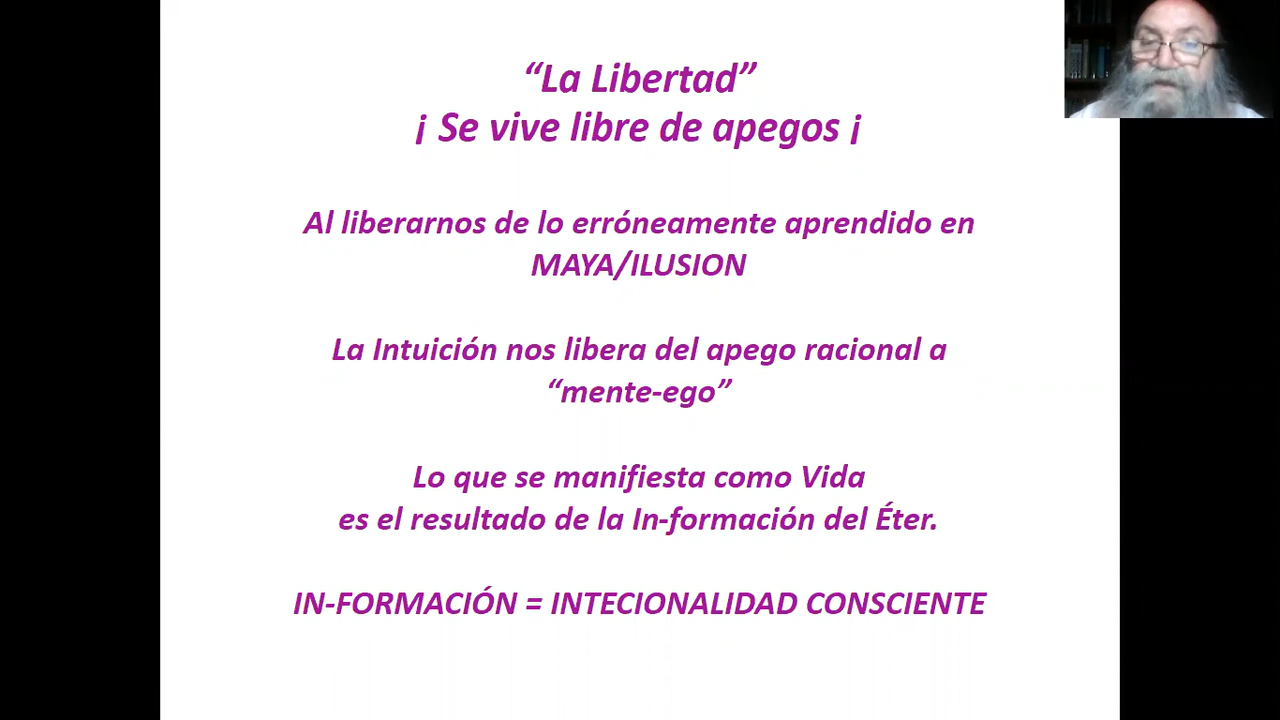 “La Libertad”
¡ Se vive libre de apegos ¡
Al liberarnos de lo erróneamente aprendido en
MAYA/ILUSION
La Intuición nos libera del apego racional a
“mente-ego”
Lo que se manifiesta como Vida
es el resultado de la In-formación del Éter.
IN-FORMACIÓN = INTECIONALIDAD CONSCIENTE